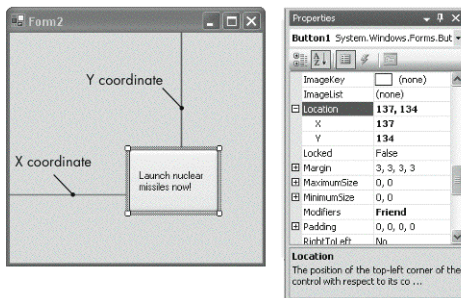 Form2
Y coordinate
X coordinate
Launch nuclear
missiles now!
Properties
Button1 System.Windows.Forms.But
ImageKey (none)
ImageList (none)
Location 137, 134
X 137
Y 134
Locked False
Margin 3, 3, 3, 3
MaximumSize 0, 0
MinimumSize 0, 0
Modifiers Friend
Padding 0, 0, 0, 0
RightToLeft No
Location
The position of the top-left corner of the
control with respect to its co ...